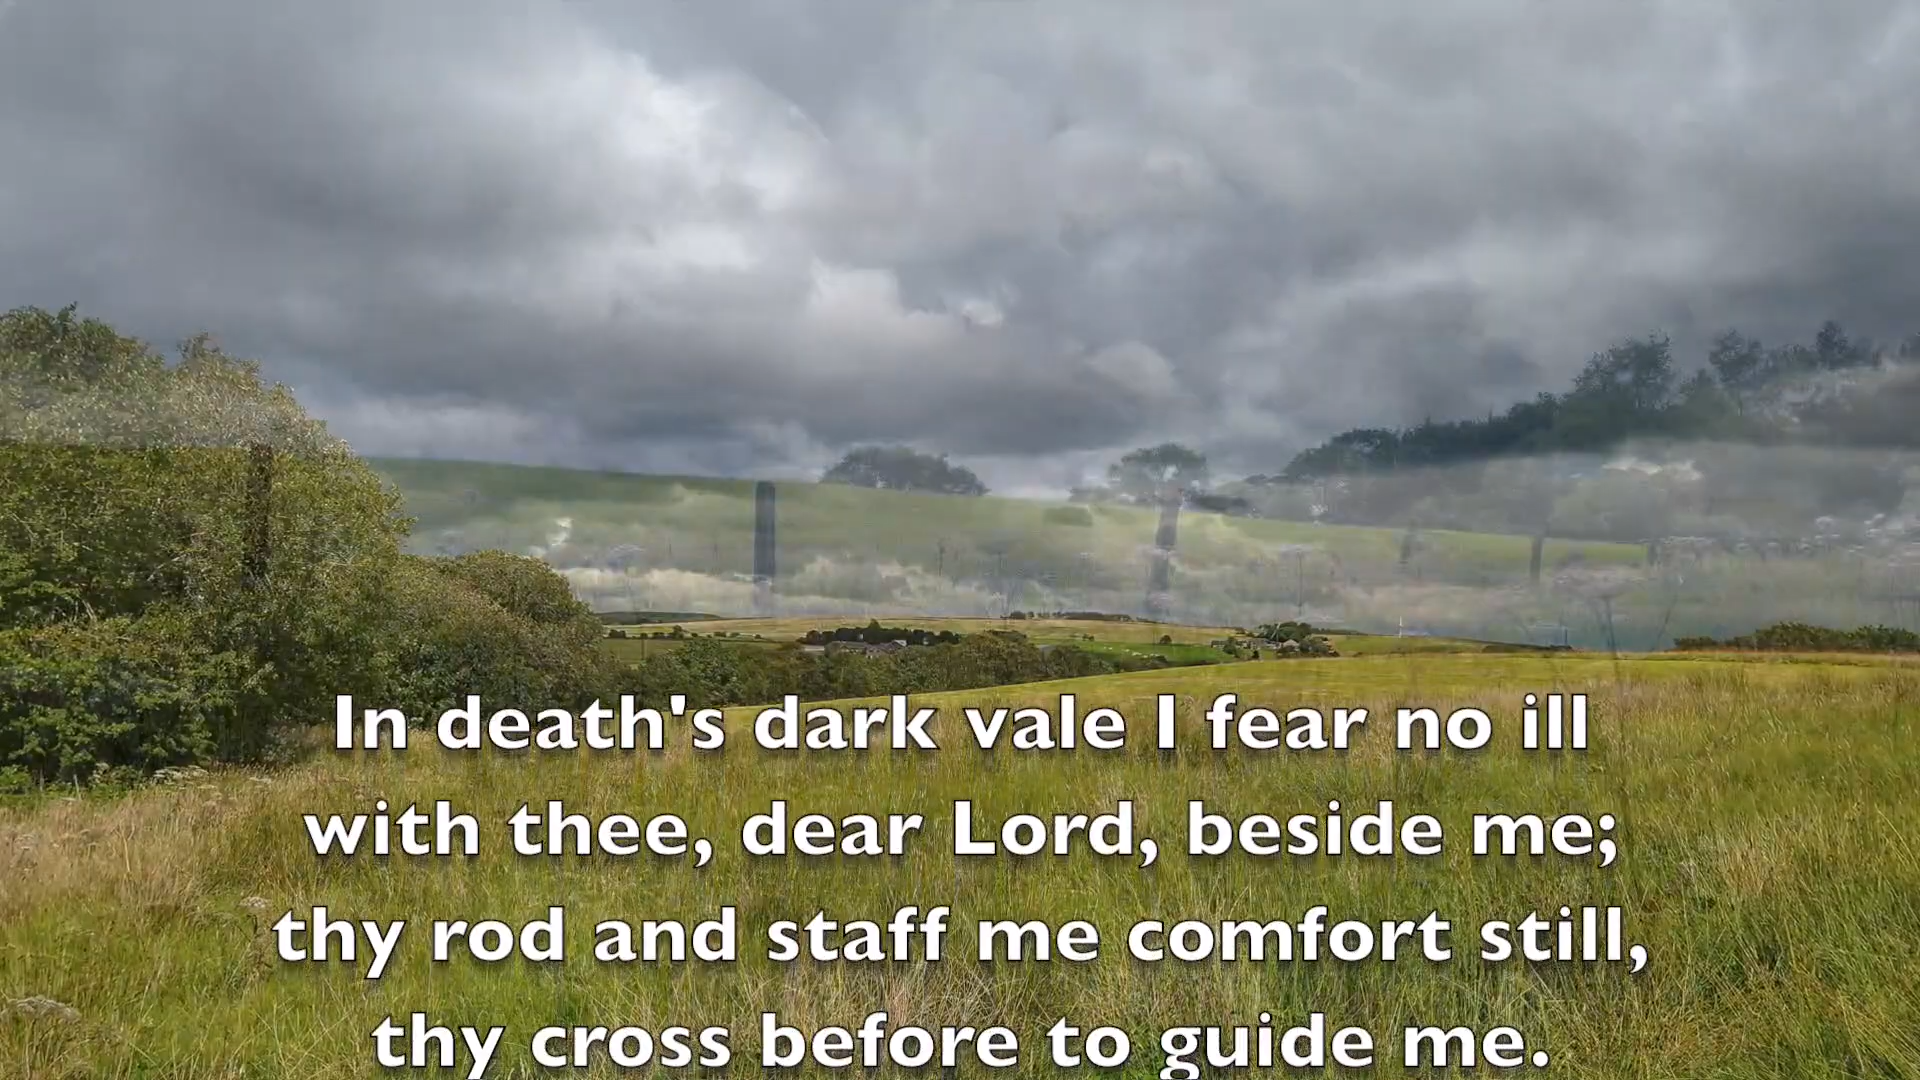 In death's dark vale I fear no ill
with thee, dear Lord, beside me;
thy rod and staff me comfort still,
thy cross before to guide me.